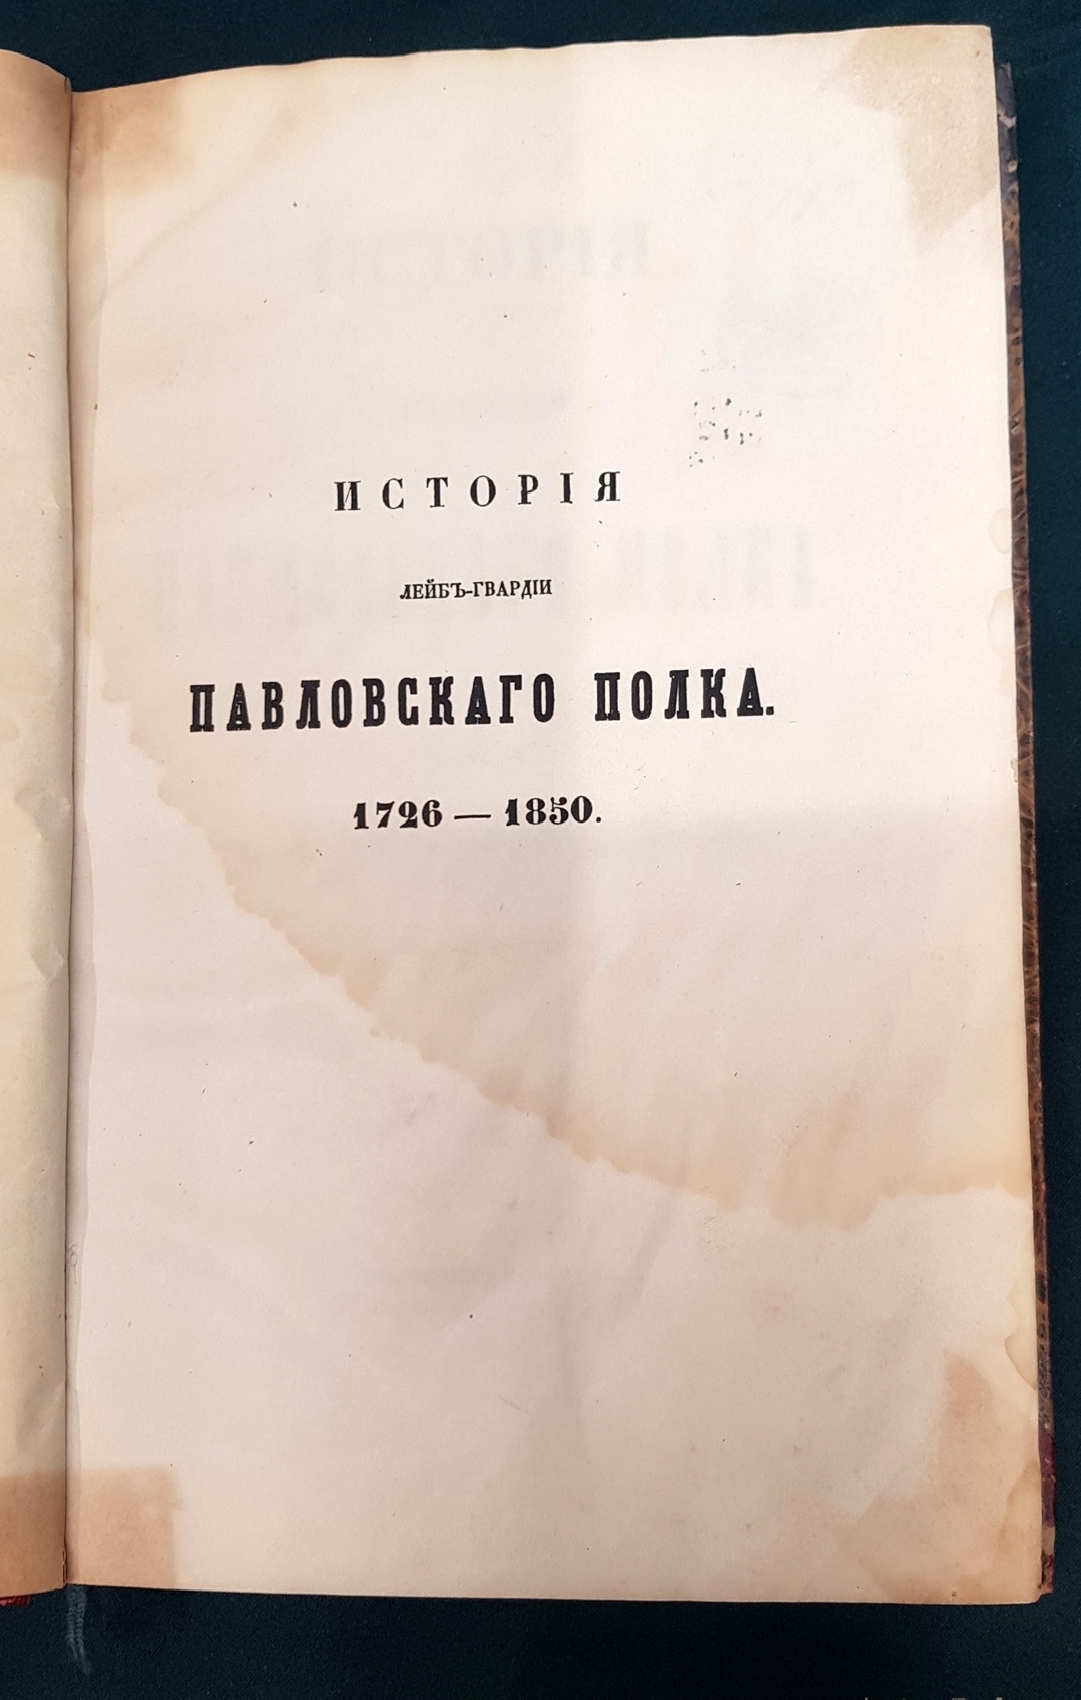 ИСТОРІЯ
ЛЕЙБЪ-ГВАРДІИ
ПАВЛОВСКАГО ПОЛКА.
1726 — 1850.